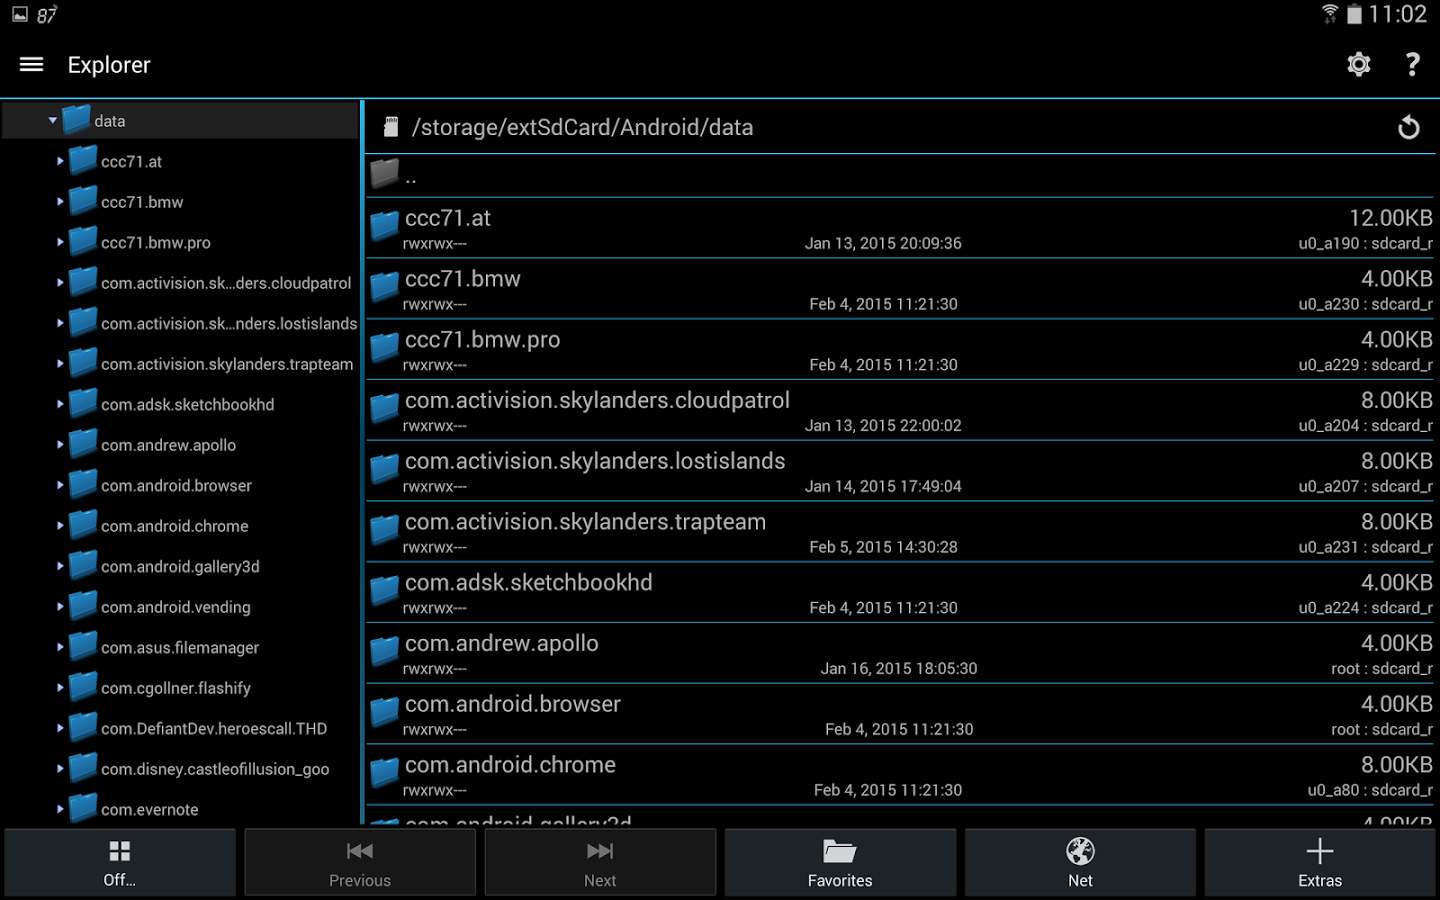 87° 11:02
Explorer ?
data
ccc71.at
ccc71.bmw
ccc71.bmw.pro
com.activision.sk...ders.cloudpatrol
com.activision.sk...nders.lostislands
com.activision.skylanders.trapteam
com.adsk.sketchbookhd
com.andrew.apollo
com.android.browser
com.android.chrome
com.android.gallery3d
com.android.vending
com.asus.filemanager
com.cgollner.flashify
com.DefiantDev.heroescall.THD
com.disney.castleofillusion_goo
com.evernote
/storage/extSdCard/Android/data
..
ccc71.at 12.00KB
rwxrwx--- Jan 13, 2015 20:09:36 u0_a190 : sdcard_r
ccc71.bmw 4.00KB
rwxrwx--- Feb 4, 2015 11:21:30 u0_a230 : sdcard_r
ccc71.bmw.pro 4.00KB
rwxrwx--- Feb 4, 2015 11:21:30 u0_a229 : sdcard_r
com.activision.skylanders.cloudpatrol 8.00KB
rwxrwx--- Jan 13, 2015 22:00:02 u0_a204 : sdcard_r
com.activision.skylanders.lostislands 8.00KB
rwxrwx--- Jan 14, 2015 17:49:04 u0_a207 : sdcard_r
com.activision.skylanders.trapteam 8.00KB
rwxrwx--- Feb 5, 2015 14:30:28 u0_a231 : sdcard_r
com.adsk.sketchbookhd 4.00KB
rwxrwx--- Feb 4, 2015 11:21:30 u0_a224 : sdcard_r
com.andrew.apollo 4.00KB
rwxrwx--- Jan 16, 2015 18:05:30 root : sdcard_r
com.android.browser 4.00KB
rwxrwx--- Feb 4, 2015 11:21:30 root : sdcard_r
com.android.chrome 8.00KB
rwxrwx--- Feb 4, 2015 11:21:30 u0_a80 : sdcard_r
com.android.gallery3d 4.00KB
Off... Previous Next Favorites Net Extras